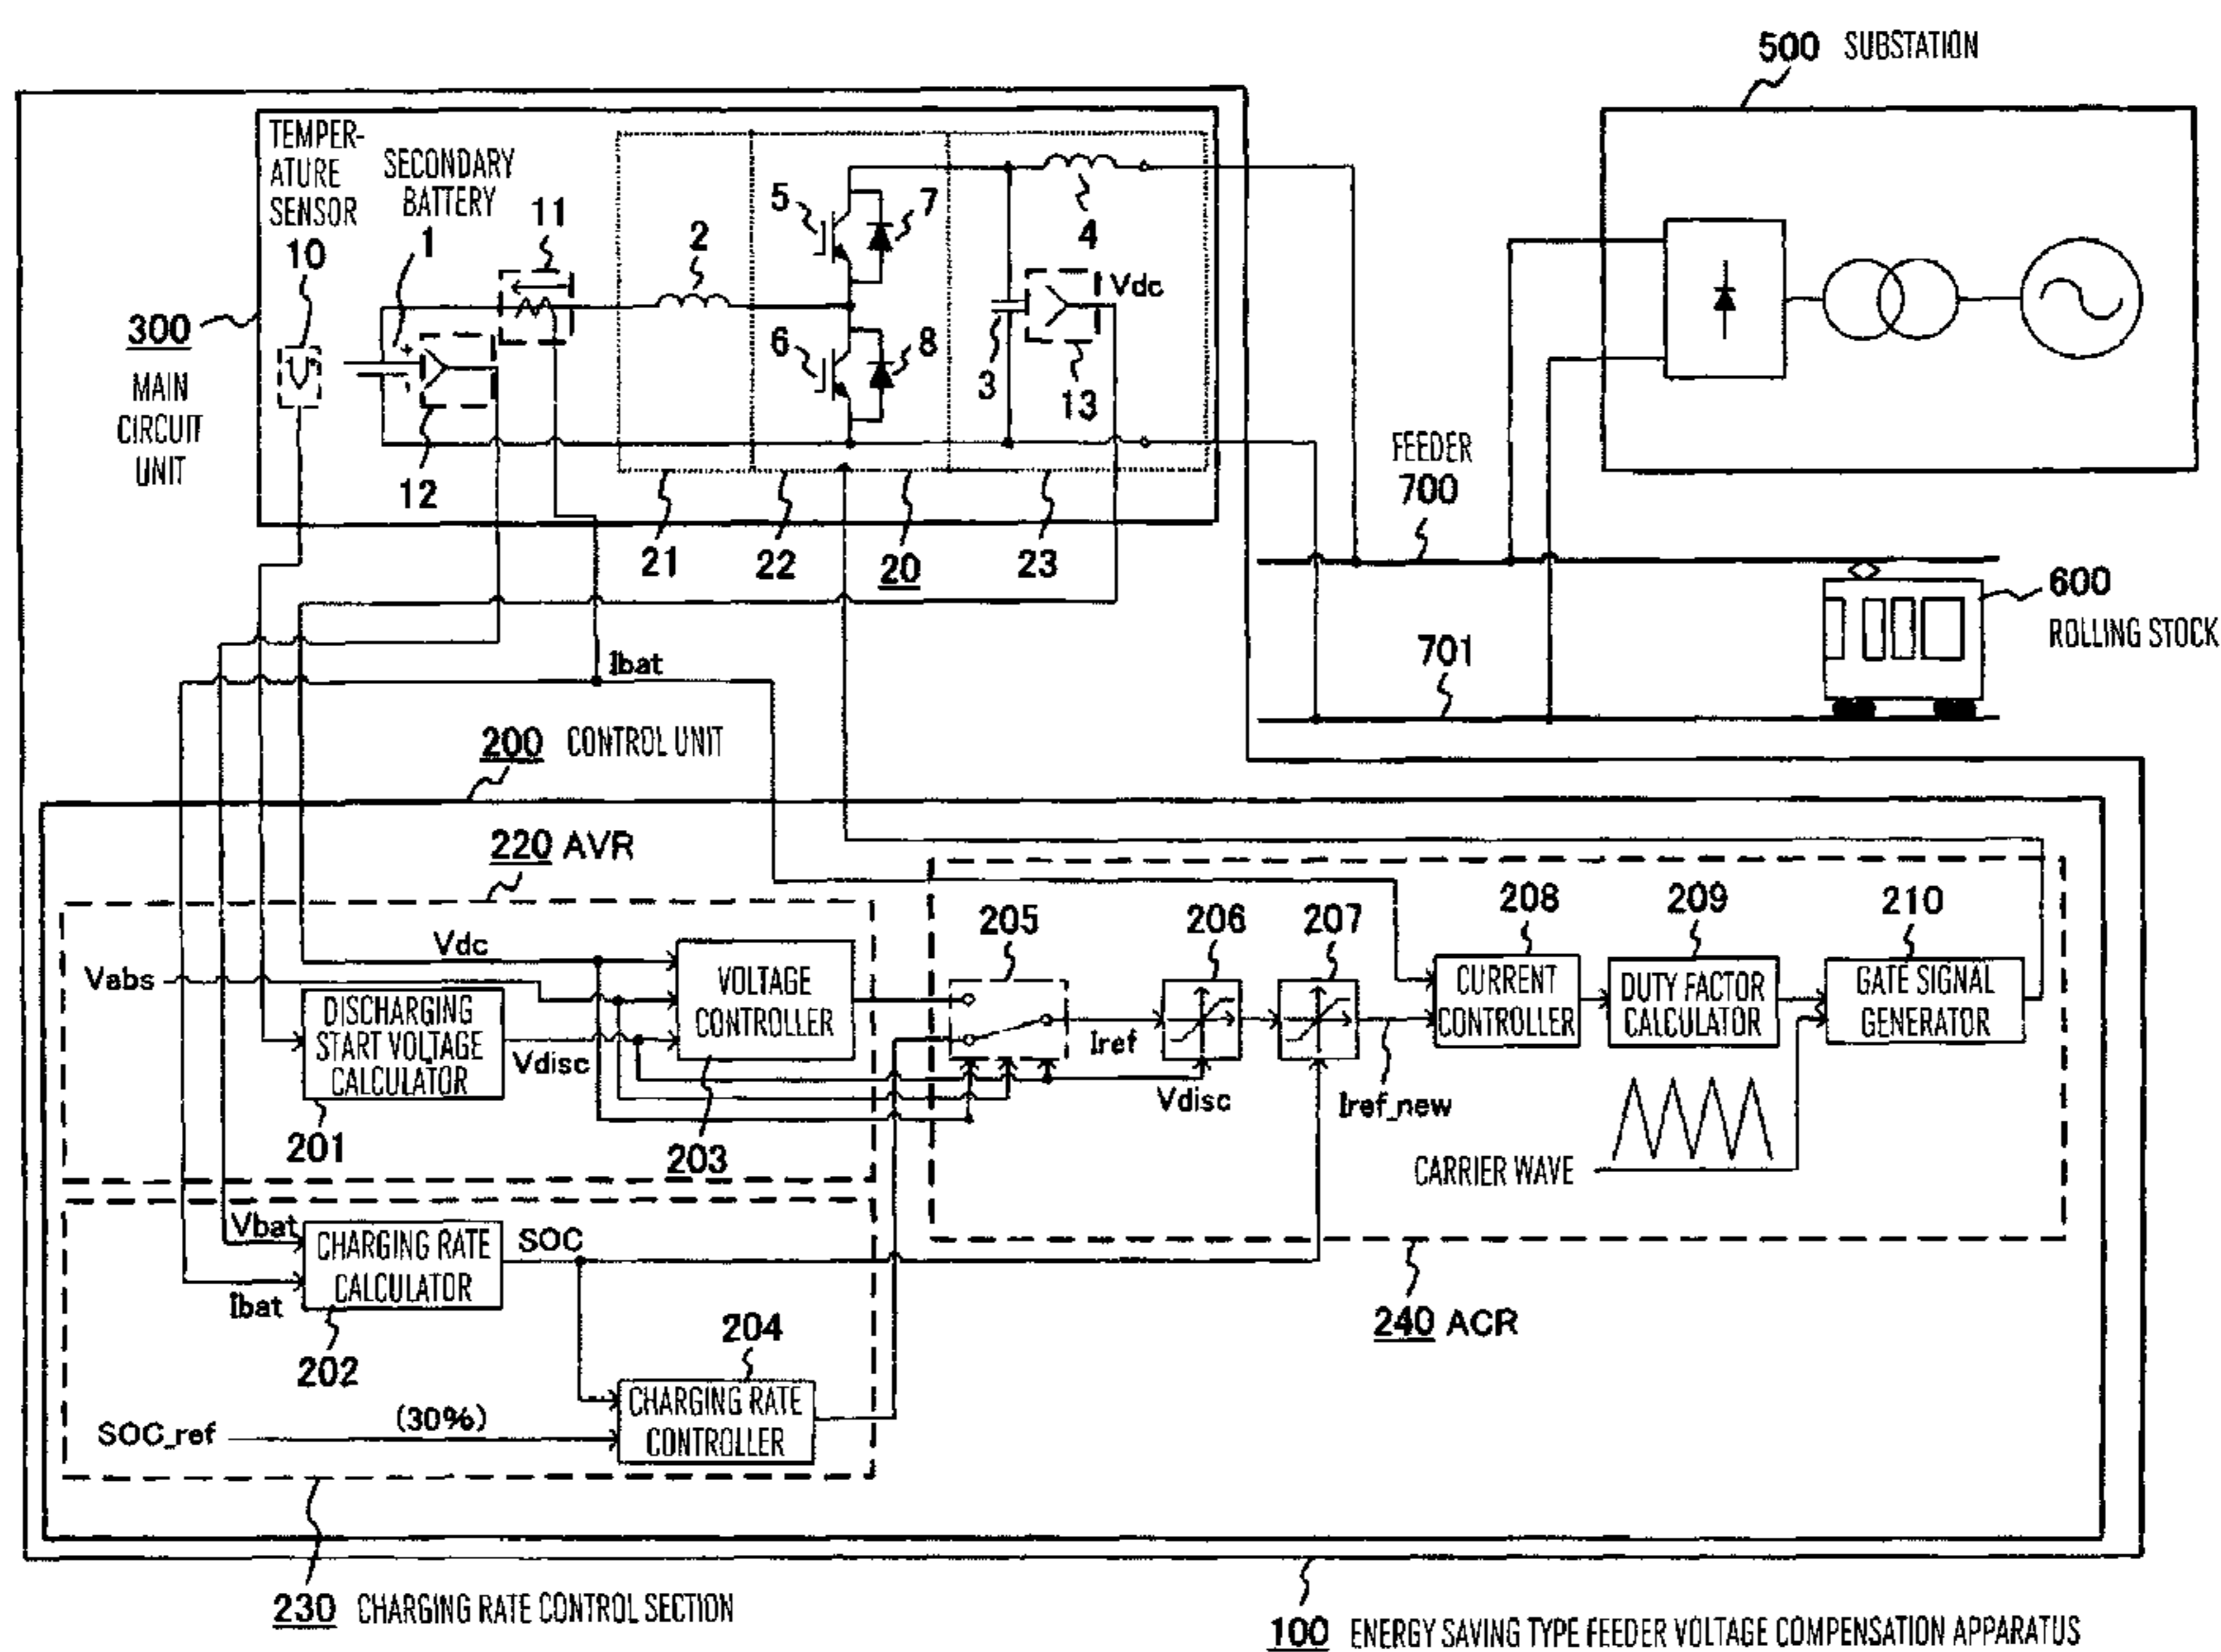 500 SUBSTATION
TEMPER-
ATURE
SENSOR
10
SECONDARY
BATTERY
1
11
2
5
7
4
300
MAIN
CIRCUIT
UNIT
6
8
3
Vdc
13
12
21
22
20
23
FEEDER
700
600
ROLLING STOCK
701
Ibat
200 CONTROL UNIT
220 AVR
Vdc
Vabs
DISCHARGING
START VOLTAGE
CALCULATOR
201
Vdisc
VOLTAGE
CONTROLLER
203
205
Iref
206
Vdisc
207
Iref_new
208
CURRENT
CONTROLLER
209
DUTY FACTOR
CALCULATOR
210
GATE SIGNAL
GENERATOR
CARRIER WAVE
240 ACR
Vbat
Ibat
CHARGING RATE
CALCULATOR
202
SOC
204
SOC_ref
(30%)
CHARGING RATE
CONTROLLER
230 CHARGING RATE CONTROL SECTION
100 ENERGY SAVING TYPE FEEDER VOLTAGE COMPENSATION APPARATUS